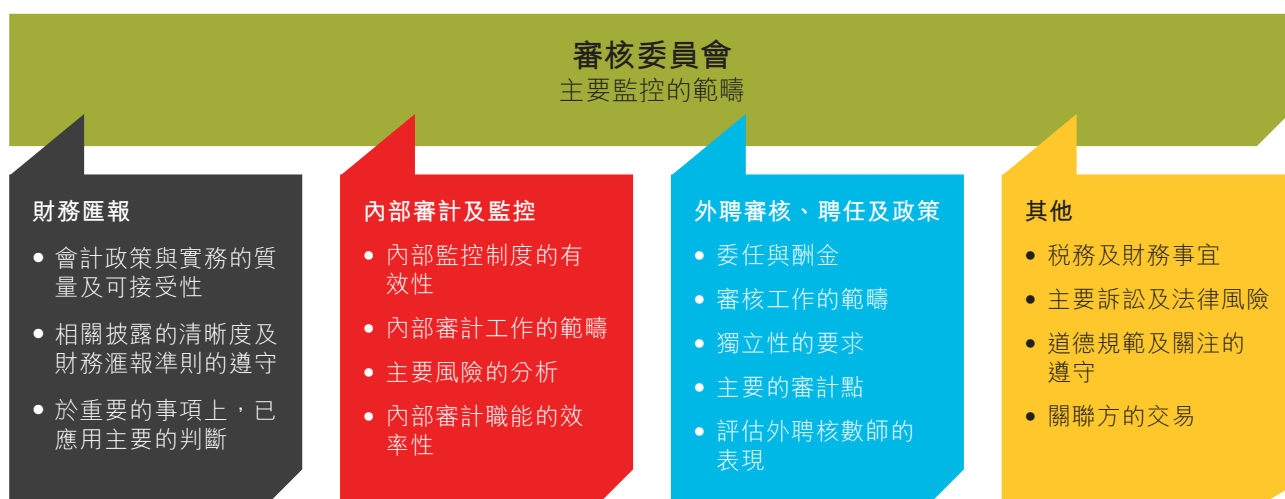 審核委員會
主要監控的範疇
財務匯報
• 會計政策與實務的質
量及可接受性
• 相關披露的清晰度及
財務匯報準則的遵守
• 於重要的事項上，已
應用主要的判斷
內部審計及監控
• 內部監控制度的有
效性
• 內部審計工作的範疇
• 主要風險的分析
• 內部審計職能的效
率性
外聘審核、聘任及政策
• 委任與酬金
• 審核工作的範疇
• 獨立性的要求
• 主要的審計點
• 評估外聘核數師的
表現
其他
• 税務及財務事宜
• 主要訴訟及法律風險
• 道德規範及關注的
遵守
• 關聯方的交易